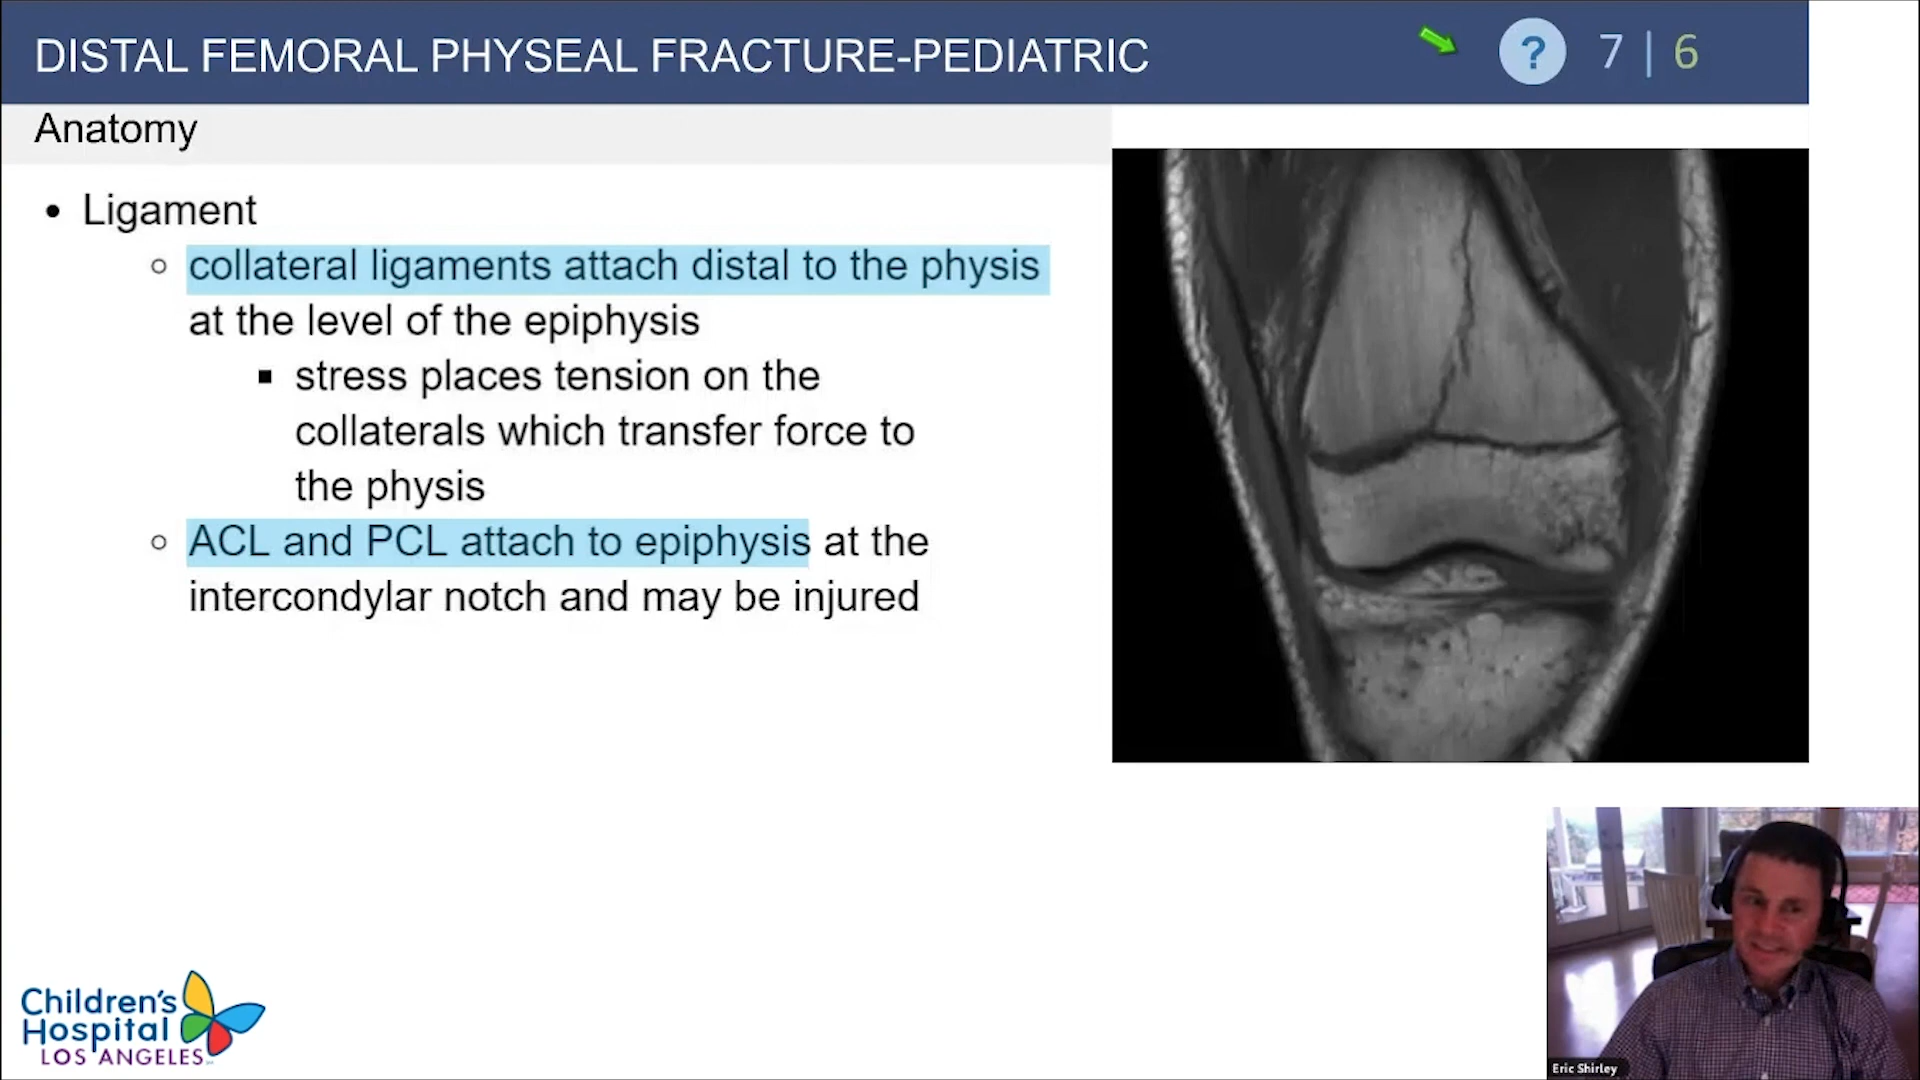 DISTAL FEMORAL PHYSEAL FRACTURE-PEDIATRIC
? 7 | 6
Anatomy
• Ligament
○ collateral ligaments attach distal to the physis
at the level of the epiphysis
▪ stress places tension on the
collaterals which transfer force to
the physis
○ ACL and PCL attach to epiphysis at the
intercondylar notch and may be injured
Children's
Hospital
LOS ANGELES
Eric Shirley